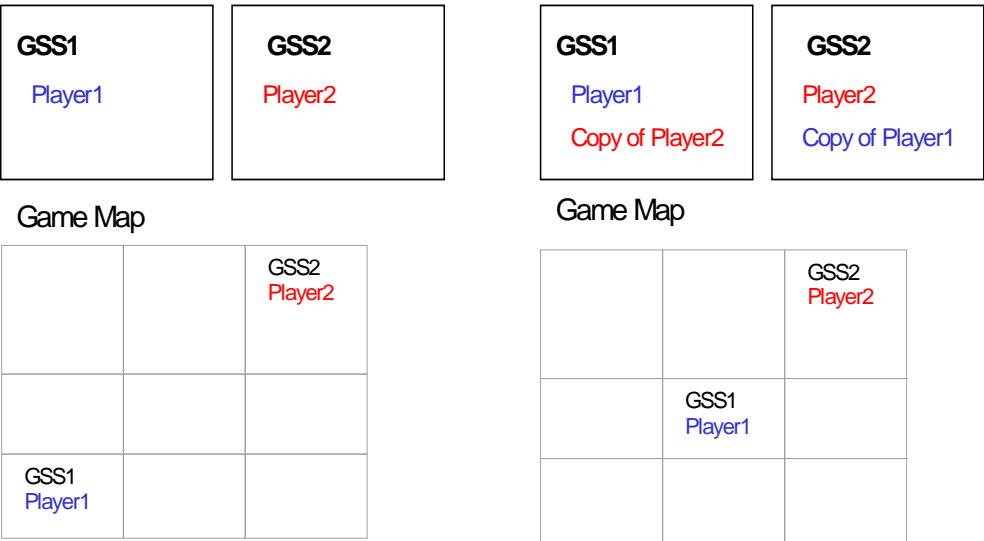 GSS1
Player1
GSS2
Player2
Game Map
GSS2
Player2
GSS1
Player1
GSS1
Player1
Copy of Player2
GSS2
Player2
Copy of Player1
Game Map
GSS2
Player2
GSS1
Player1